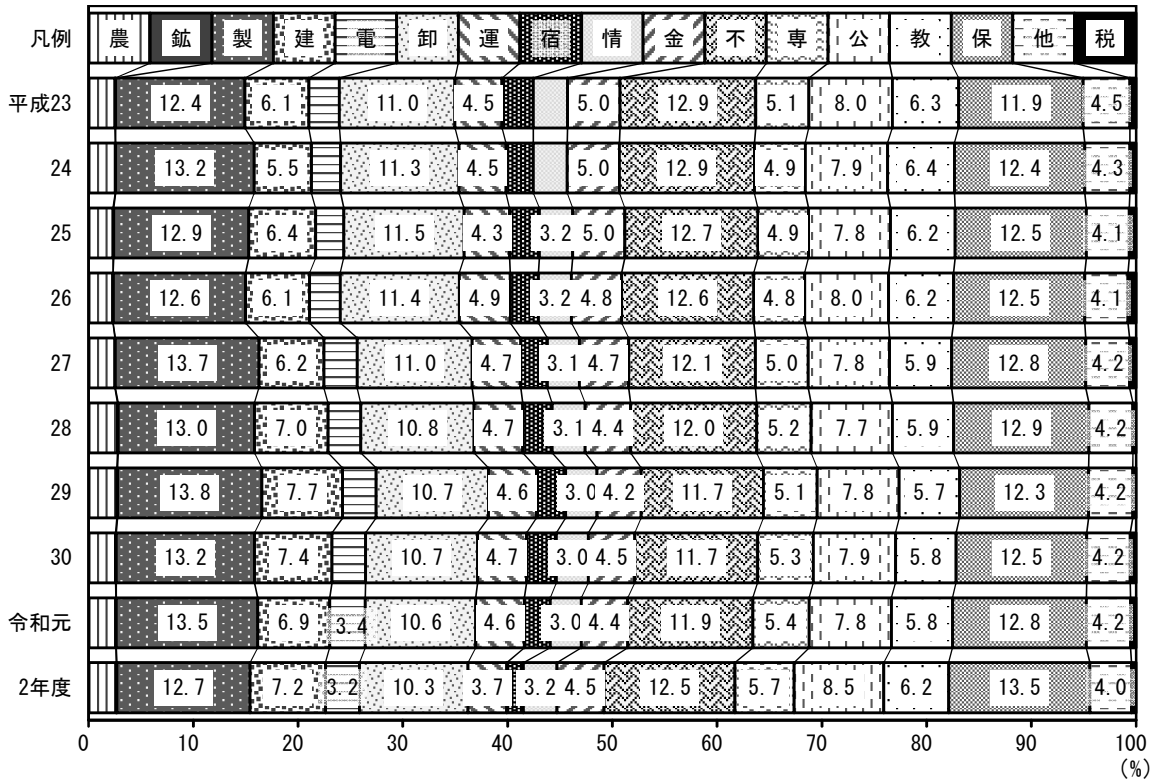 凡例 農 鉱 製 建 電 卸 運 宿 情 金 不 専 公 教 保 他 税
平成23 12.4 6.1 11.0 4.5 5.0 12.9 5.1 8.0 6.3 11.9 4.5
24 13.2 5.5 11.3 4.5 5.0 12.9 4.9 7.9 6.4 12.4 4.3
25 12.9 6.4 11.5 4.3 3.2 5.0 12.7 4.9 7.8 6.2 12.5 4.1
26 12.6 6.1 11.4 4.9 3.2 4.8 12.6 4.8 8.0 6.2 12.5 4.1
27 13.7 6.2 11.0 4.7 3.1 4.7 12.1 5.0 7.8 5.9 12.8 4.2
28 13.0 7.0 10.8 4.7 3.1 4.4 12.0 5.2 7.7 5.9 12.9 4.2
29 13.8 7.7 10.7 4.6 3.0 4.2 11.7 5.1 7.8 5.7 12.3 4.2
30 13.2 7.4 10.7 4.7 3.0 4.5 11.7 5.3 7.9 5.8 12.5 4.2
令和元 13.5 6.9 3.4 10.6 4.6 3.0 4.4 11.9 5.4 7.8 5.8 12.8 4.2
2年度 12.7 7.2 3.2 10.3 3.7 3.2 4.5 12.5 5.7 8.5 6.2 13.5 4.0
0 10 20 30 40 50 60 70 80 90 100
(%)